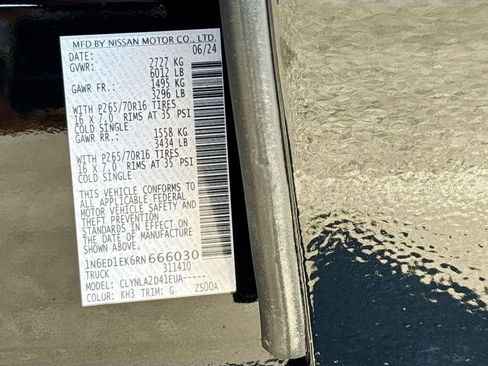 MFD BY NISSAN MOTOR CO., LTD.
DATE: 06/24
GVWR: 2727 KG
6012 LB
GAWR FR.: 1495 KG
3296 LB
WITH P265/70R16 TIRES
16 X 7.0 RIMS AT 35 PSI
COLD SINGLE
GAWR RR.: 1558 KG
3434 LB
WITH P265/70R16 TIRES
16 X 7.0 RIMS AT 35 PSI
COLD SINGLE
THIS VEHICLE CONFORMS TO
ALL APPLICABLE FEDERAL
MOTOR VEHICLE SAFETY AND
THEFT PREVENTION
STANDARDS IN EFFECT ON
THE DATE OF MANUFACTURE
SHOWN ABOVE
1N6ED1EK6RN666030
TRUCK 311410
MODEL: CLYNLA2D41EUA-----
COLOR: KH3 TRIM: G ZS00A